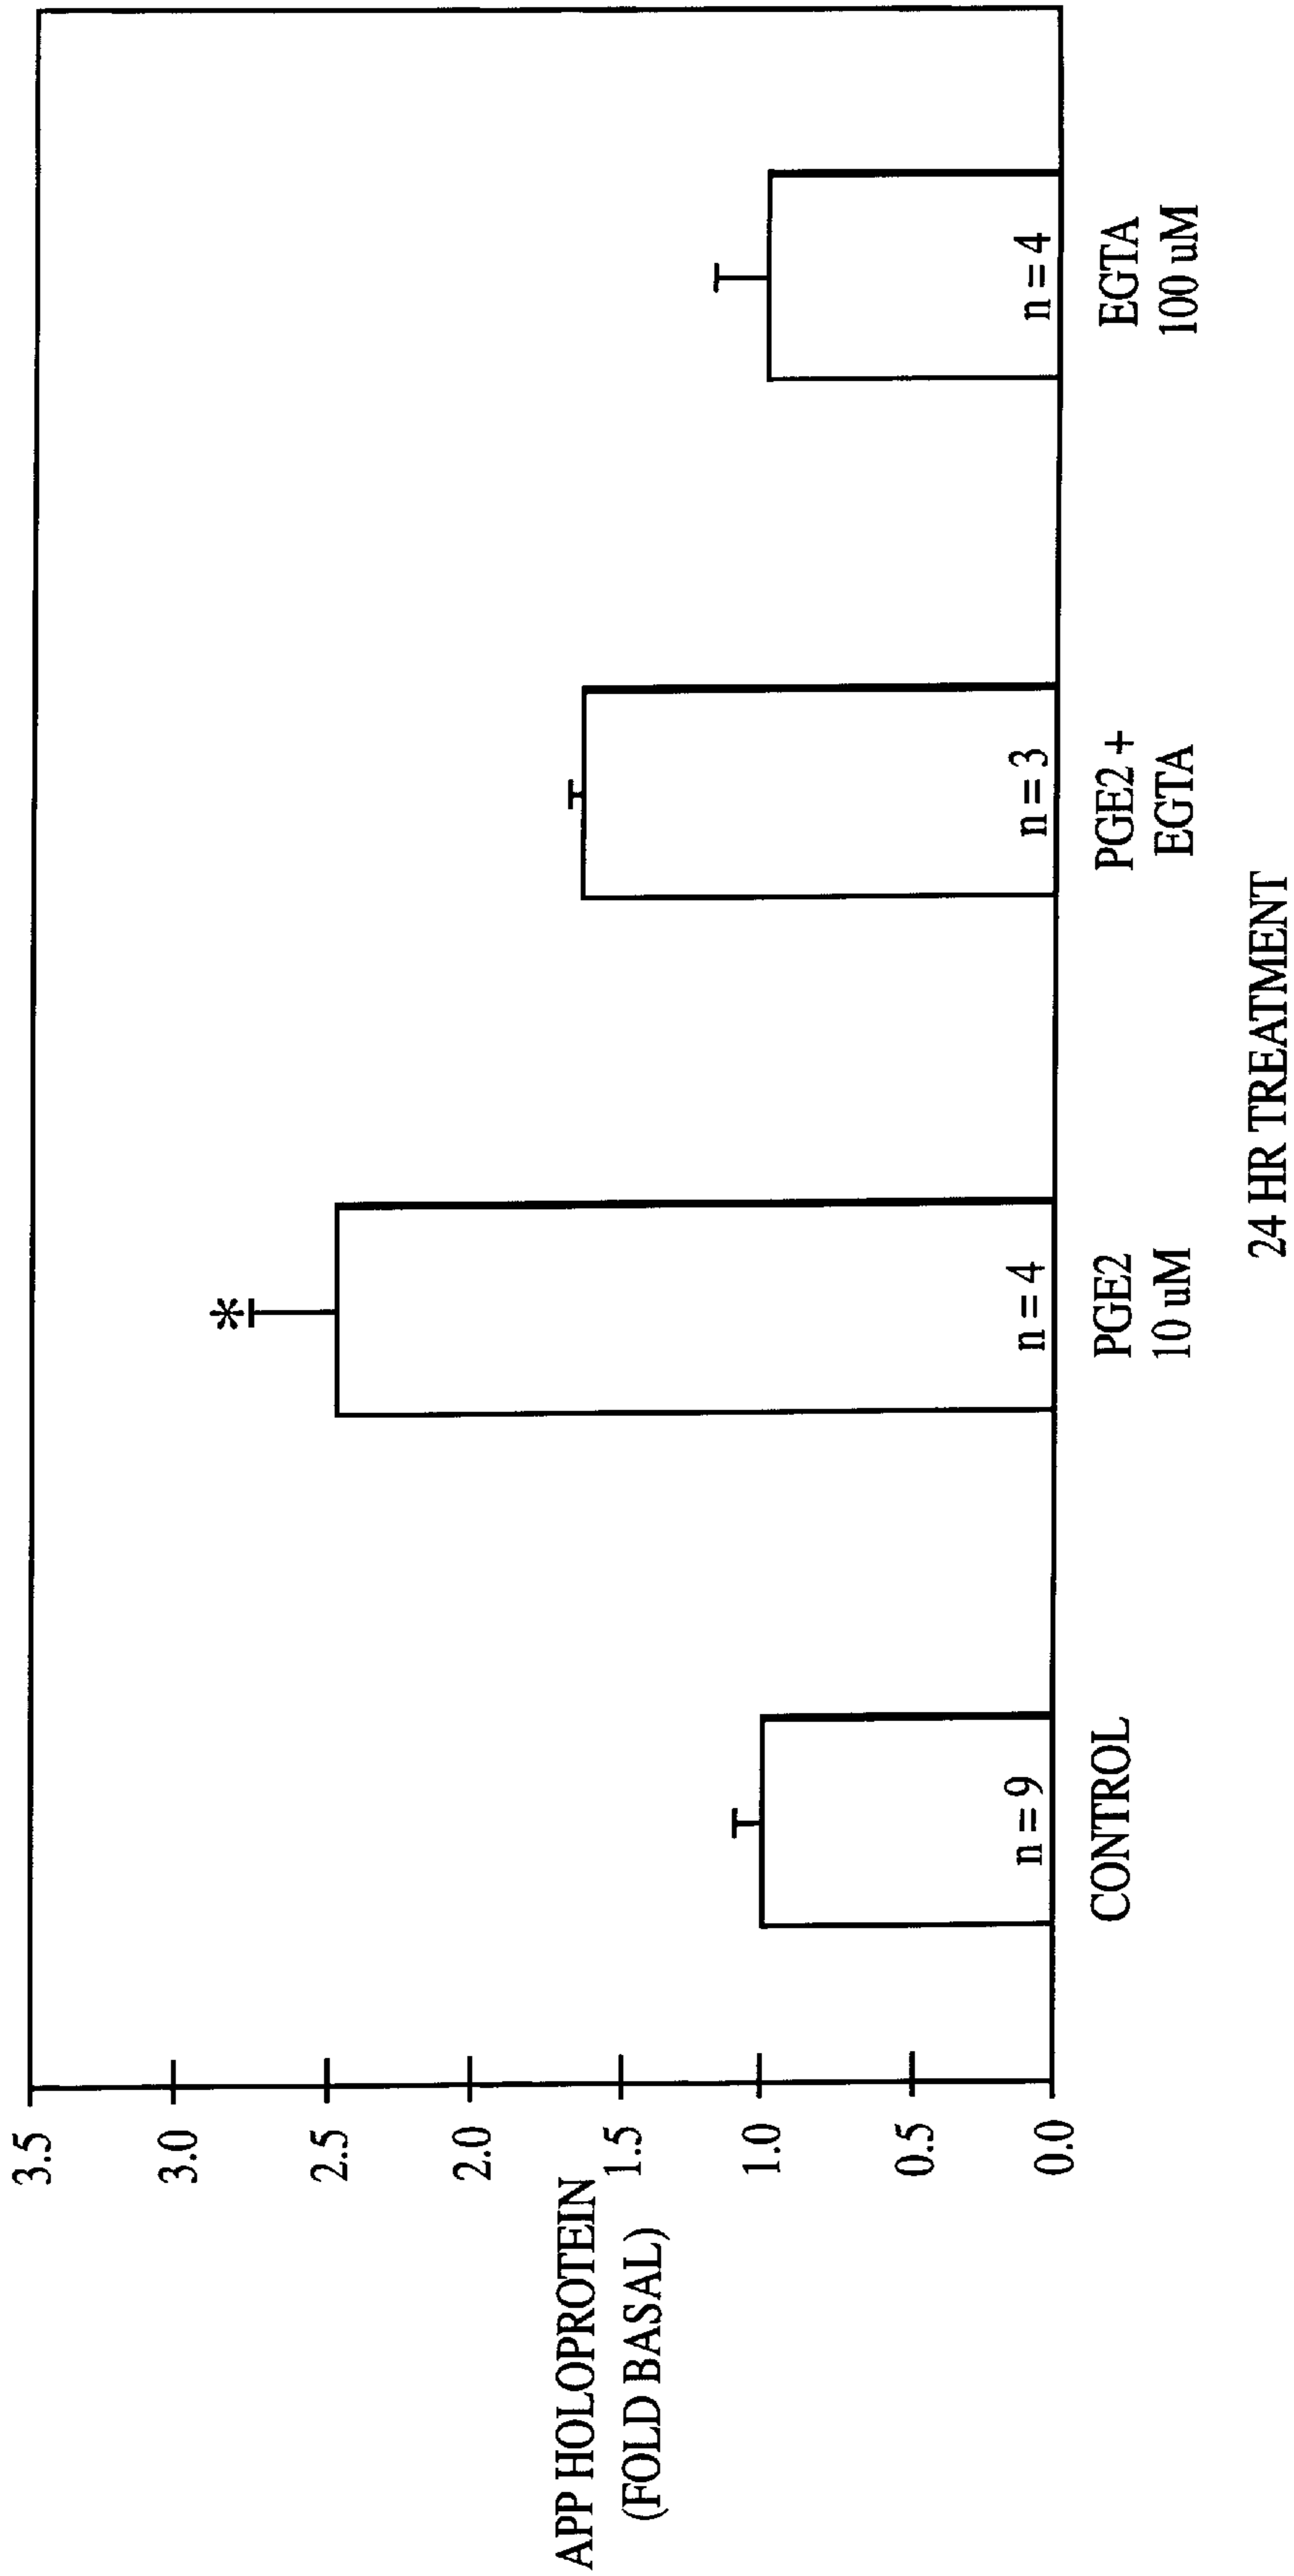 APP HOLOPROTEIN
(FOLD BASAL)
3.5
3.0
2.5
2.0
1.5
1.0
0.5
0.0
*
n = 9
n = 4
n = 3
n = 4
CONTROL
PGE2
10 uM
PGE2 +
EGTA
EGTA
100 uM
24 HR TREATMENT